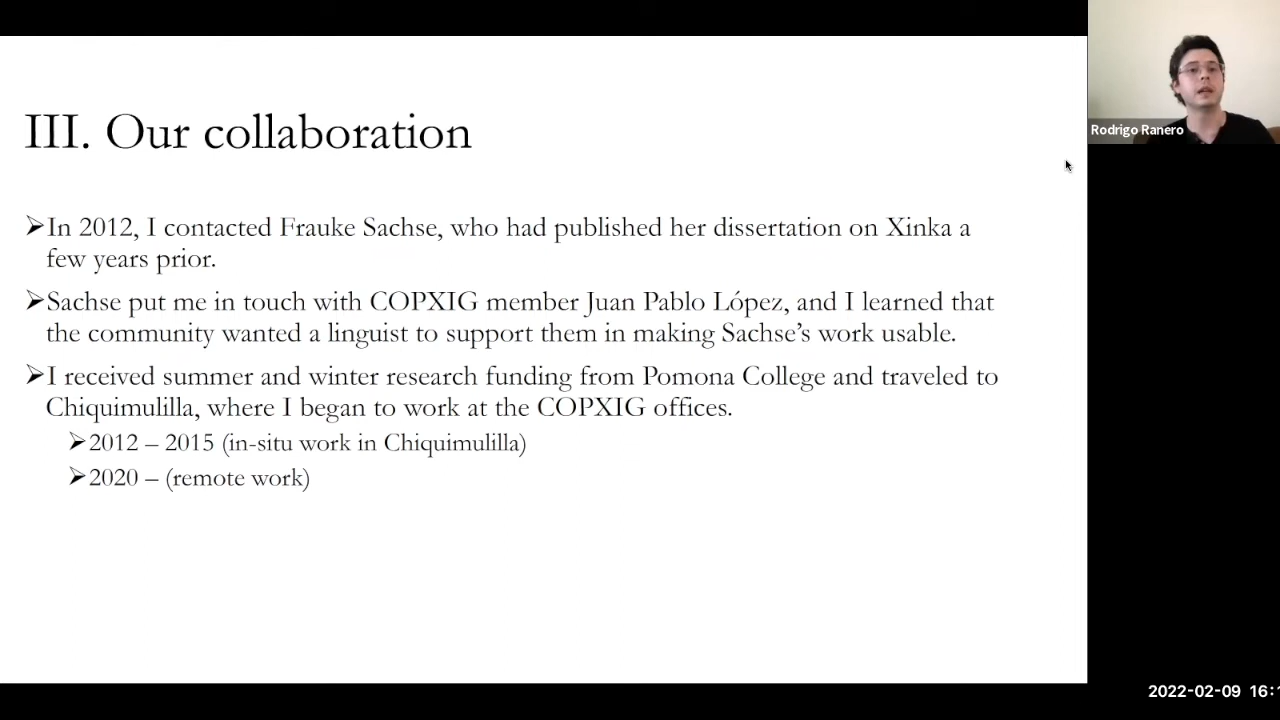 III. Our collaboration
➢In 2012, I contacted Frauke Sachse, who had published her dissertation on Xinka a
few years prior.
➢Sachse put me in touch with COPXIG member Juan Pablo López, and I learned that
the community wanted a linguist to support them in making Sachse’s work usable.
➢I received summer and winter research funding from Pomona College and traveled to
Chiquimulilla, where I began to work at the COPXIG offices.
➢2012 – 2015 (in-situ work in Chiquimulilla)
➢2020 – (remote work)
Rodrigo Ranero
2022-02-09 16: